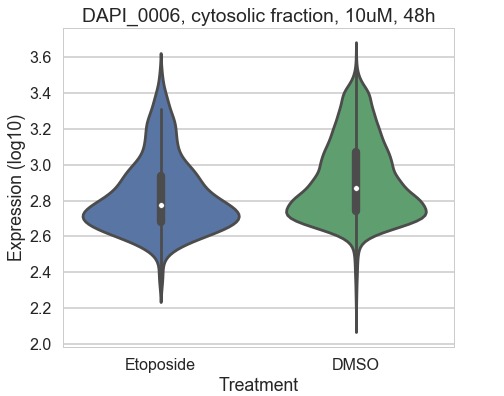 DAPI_0006, cytosolic fraction, 10uM, 48h
3.6
3.4
3.2
3.0
2.8
2.6
2.4
2.2
2.0
Expression (log10)
Etoposide DMSO
Treatment